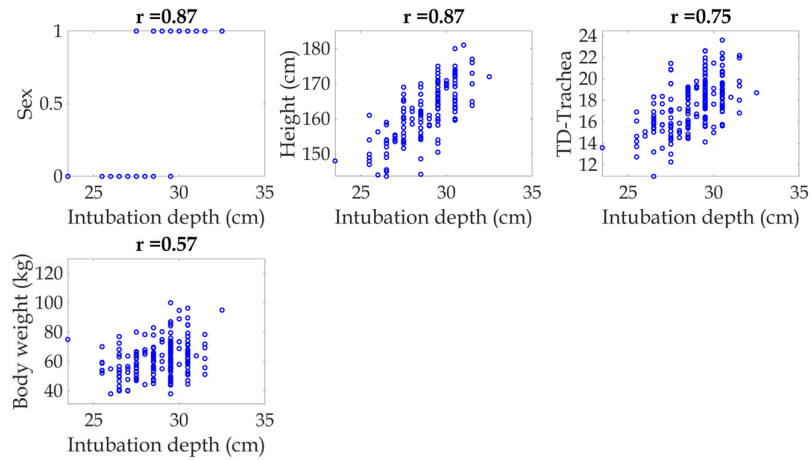 r =0.87
1
0.5
0
Sex
25 30 35
Intubation depth (cm)
r =0.87
180
170
160
150
Height (cm)
25 30 35
Intubation depth (cm)
r =0.75
24
22
20
18
16
14
12
TD-Trachea
25 30 35
Intubation depth (cm)
r =0.57
120
100
80
60
40
Body weight (kg)
25 30 35
Intubation depth (cm)